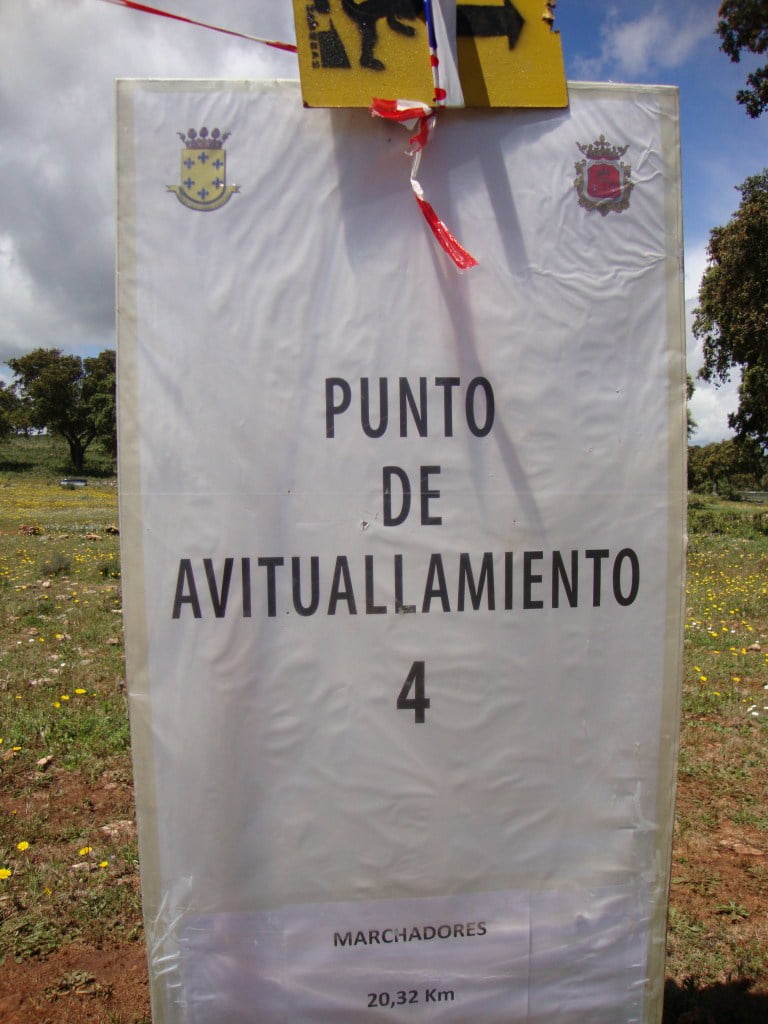 PUNTO
DE
AVITUALLAMIENTO
4
MARCHADORES
20,32 Km